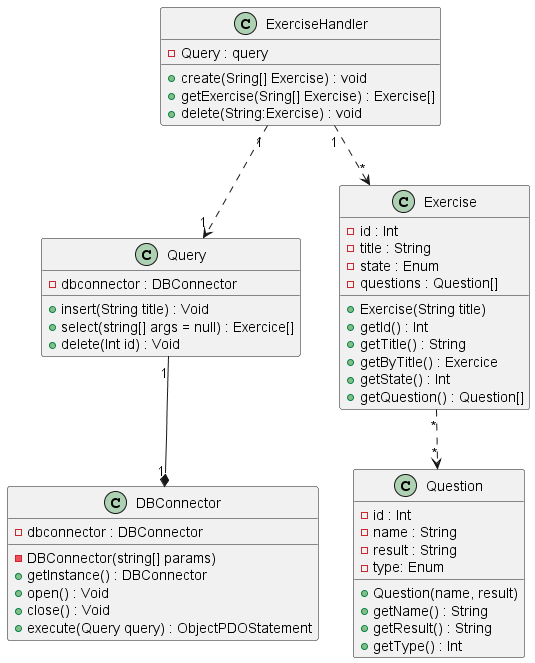 C ExerciseHandler
Query : query
create(Sring[] Exercise) : void
getExercise(Sring[] Exercise) : Exercise[]
delete(String:Exercise) : void
1
1
1
*
C Query
dbconnector : DBConnector
insert(String title) : Void
select(string[] args = null) : Exercice[]
delete(Int id) : Void
C Exercise
id : Int
title : String
state : Enum
questions : Question[]
Exercise(String title)
getId() : Int
getTitle() : String
getByTitle() : Exercice
getState() : Int
getQuestion() : Question[]
1
1
*
*
C DBConnector
dbconnector : DBConnector
DBConnector(string[] params)
getInstance() : DBConnector
open() : Void
close() : Void
execute(Query query) : ObjectPDOStatement
C Question
id : Int
name : String
result : String
type: Enum
Question(name, result)
getName() : String
getResult() : String
getType() : Int